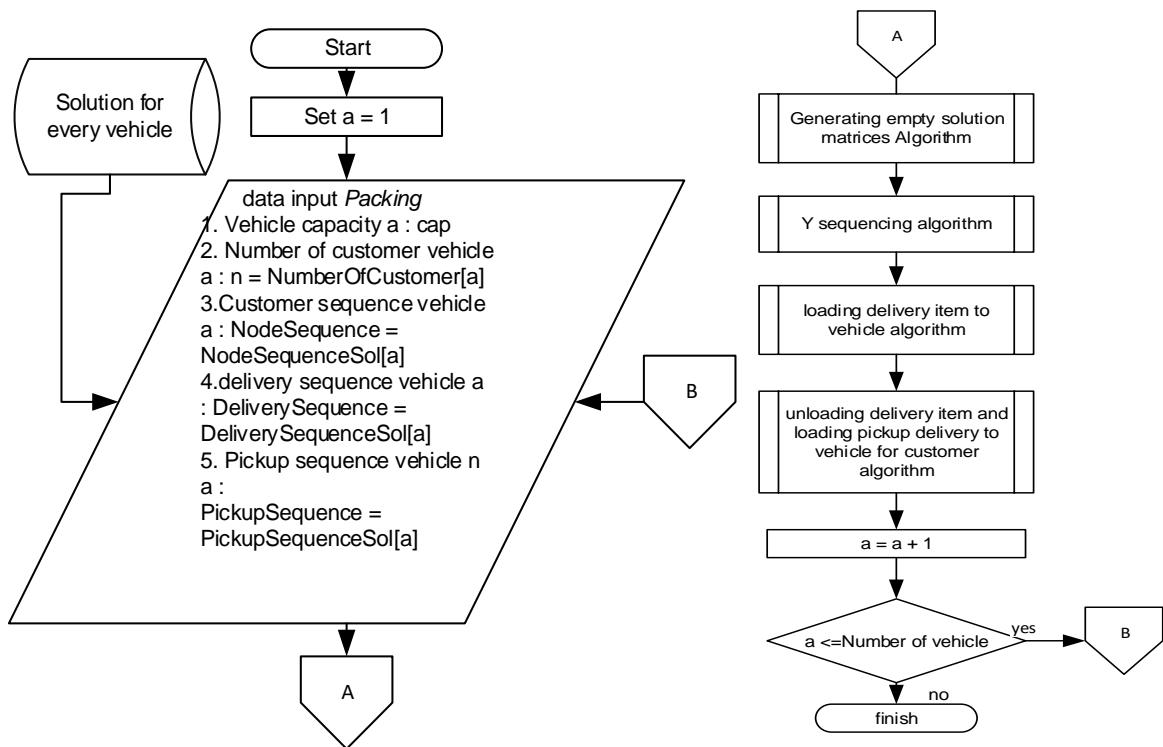 Start
Solution for
every vehicle
Set a = 1
data input Packing
1. Vehicle capacity a : cap
2. Number of customer vehicle
a : n = NumberOfCustomer[a]
3.Customer sequence vehicle
a : NodeSequence =
NodeSequenceSol[a]
4.delivery sequence vehicle a
: DeliverySequence =
DeliverySequenceSol[a]
5. Pickup sequence vehicle n
a :
PickupSequence =
PickupSequenceSol[a]
B
A
A
Generating empty solution
matrices Algorithm
Y sequencing algorithm
loading delivery item to
vehicle algorithm
unloading delivery item and
loading pickup delivery to
vehicle for customer
algorithm
a = a + 1
a <=Number of vehicle
yes
B
no
finish